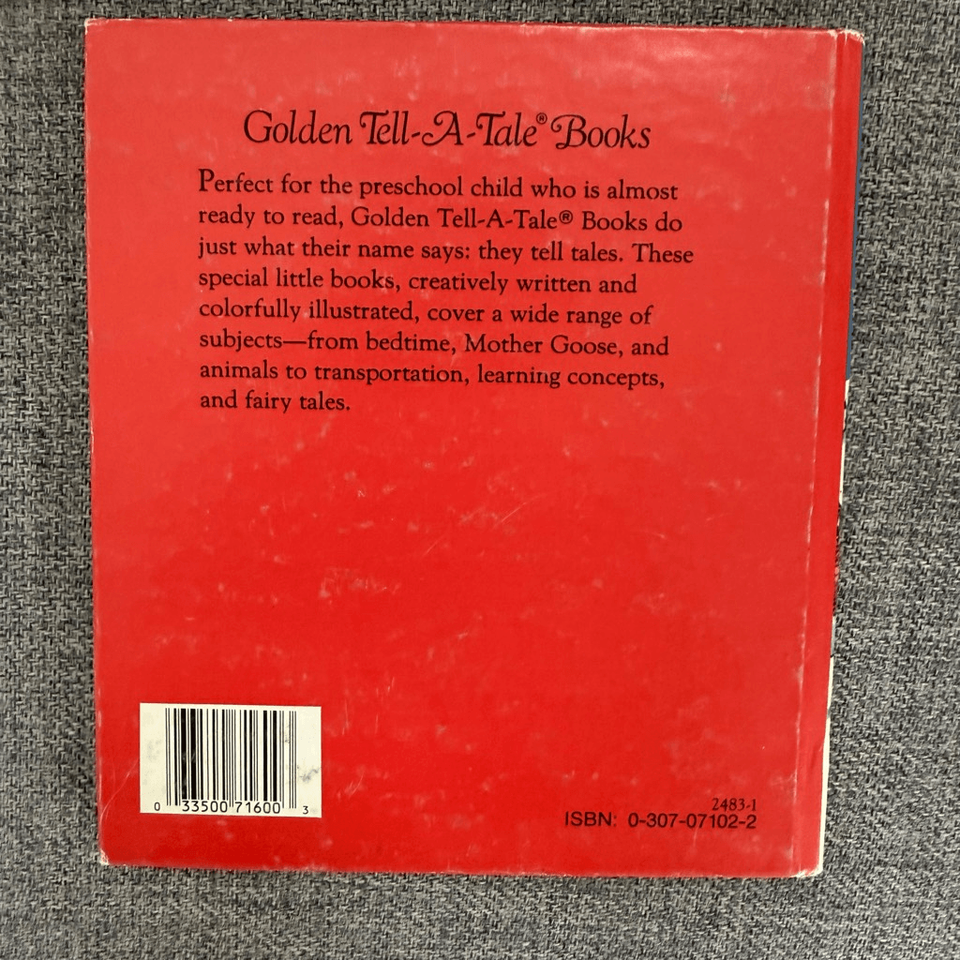 Golden Tell-A-Tale® Books
Perfect for the preschool child who is almost
ready to read, Golden Tell-A-Tale® Books do
just what their name says: they tell tales. These
special little books, creatively written and
colorfully illustrated, cover a wide range of
subjects—from bedtime, Mother Goose, and
animals to transportation, learning concepts,
and fairy tales.
0 33500 71600 3
2483-1
ISBN: 0-307-07102-2